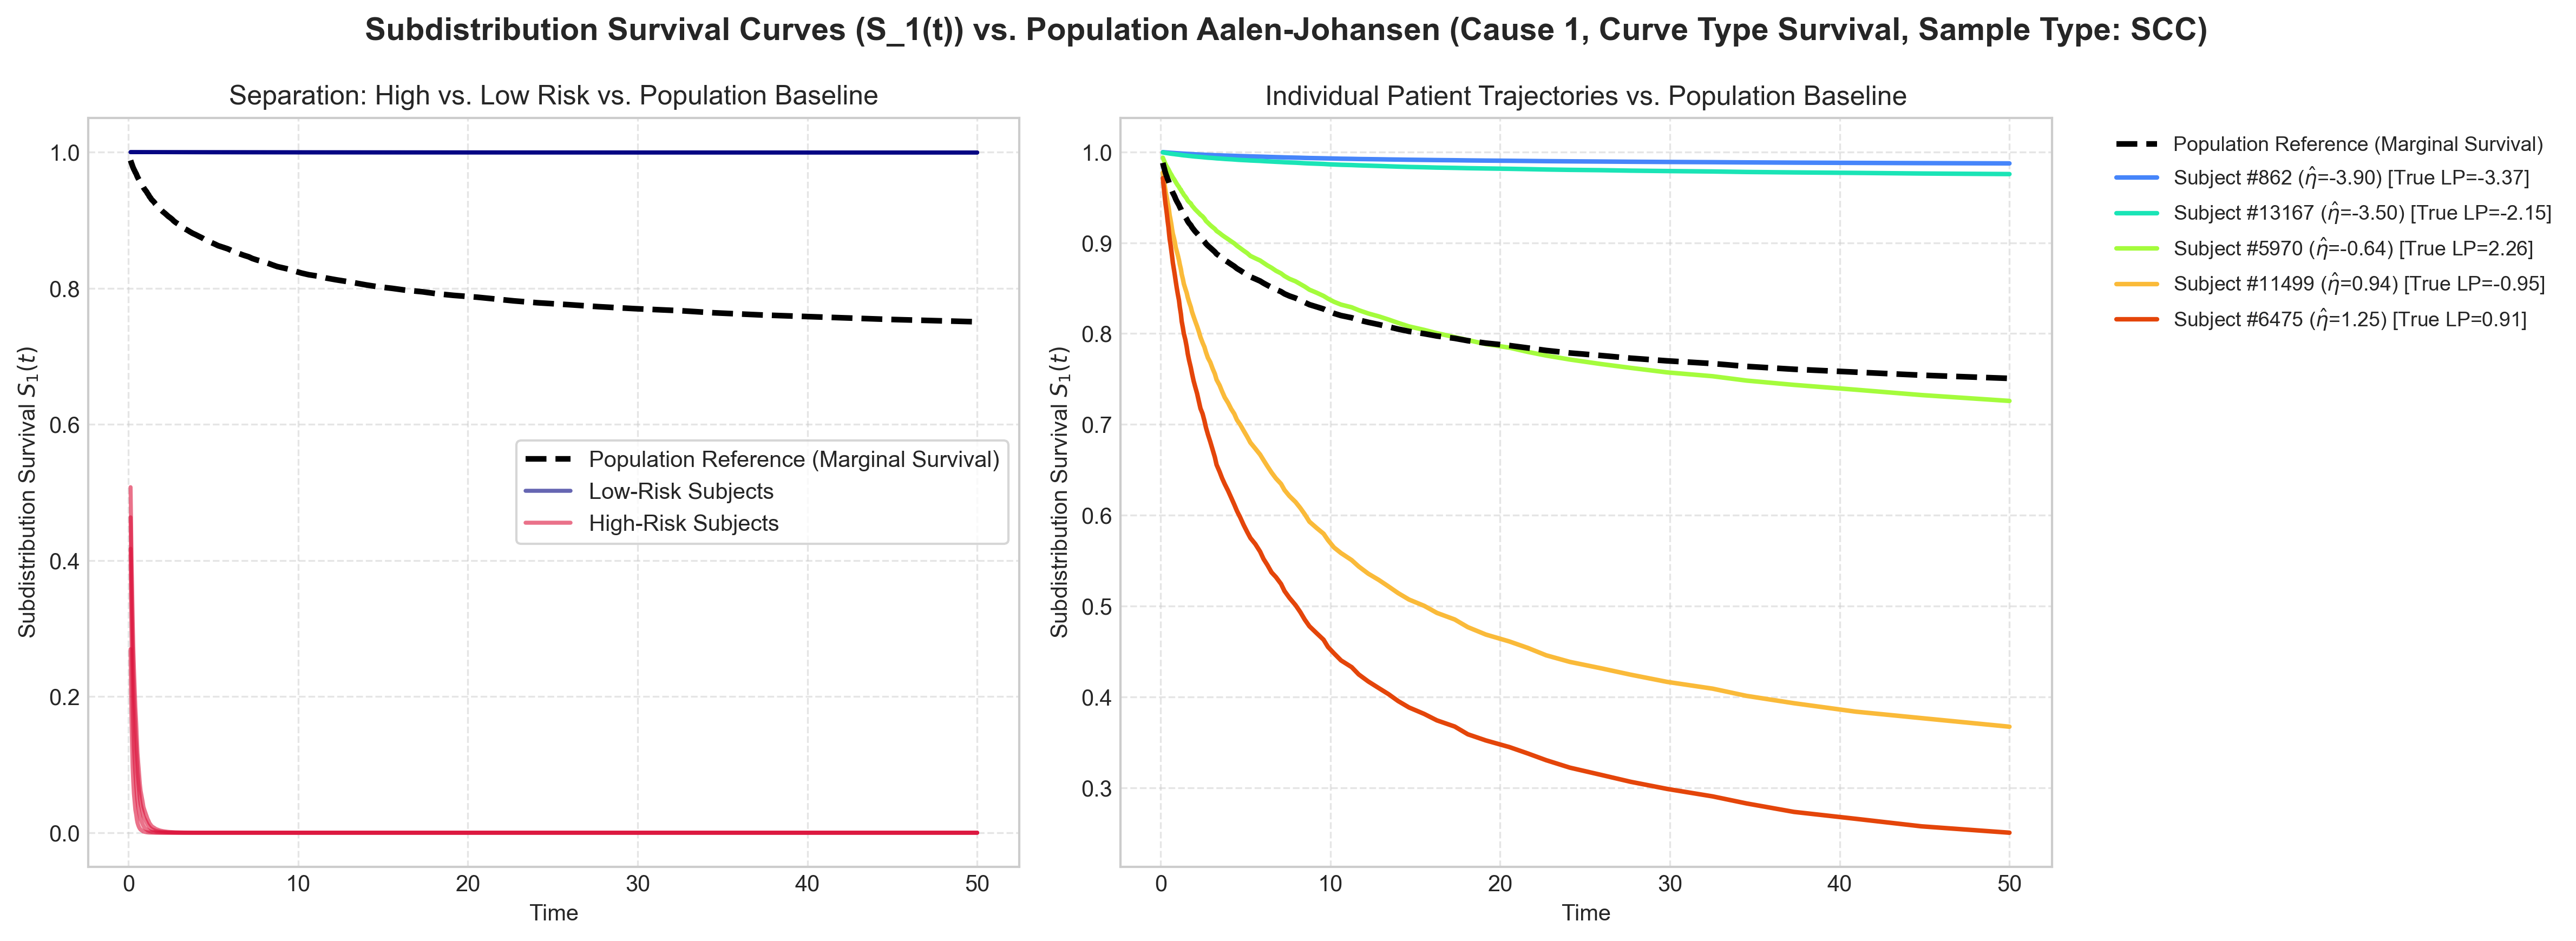 Subdistribution Survival Curves (S_1(t)) vs. Population Aalen-Johansen (Cause 1, Curve Type Survival, Sample Type: SCC)
Separation: High vs. Low Risk vs. Population Baseline
Subdistribution Survival S₁(t)
1.0
0.8
0.6
0.4
0.2
0.0
Population Reference (Marginal Survival)
Low-Risk Subjects
High-Risk Subjects
0 10 20 30 40 50
Time
Individual Patient Trajectories vs. Population Baseline
Subdistribution Survival S₁(t)
1.0
0.9
0.8
0.7
0.6
0.5
0.4
0.3
0 10 20 30 40 50
Time
Population Reference (Marginal Survival)
Subject #862 (η̂=-3.90) [True LP=-3.37]
Subject #13167 (η̂=-3.50) [True LP=-2.15]
Subject #5970 (η̂=-0.64) [True LP=2.26]
Subject #11499 (η̂=0.94) [True LP=-0.95]
Subject #6475 (η̂=1.25) [True LP=0.91]